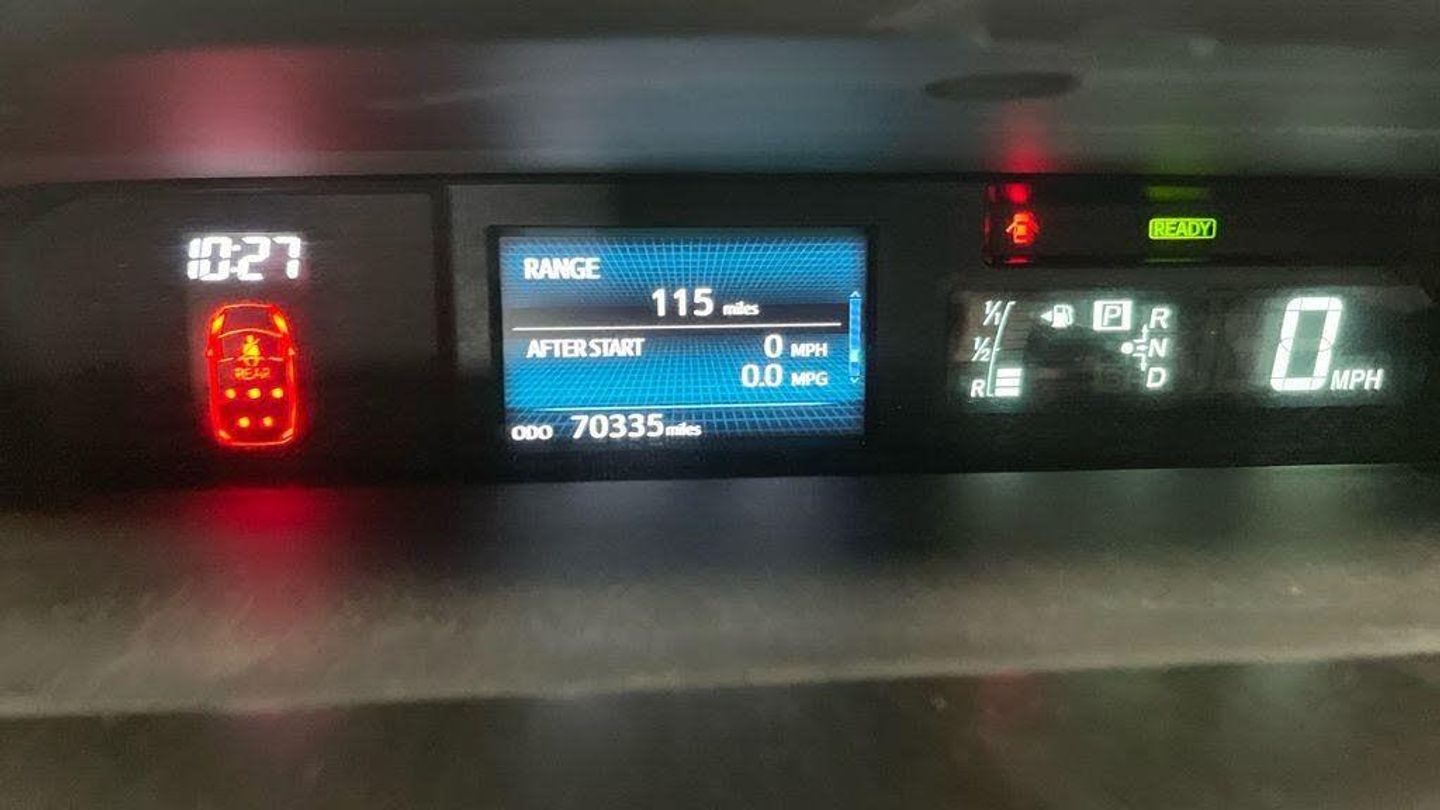 10:27
REAR
RANGE
115 miles
AFTER START 0 MPH
0.0 MPG
ODO 70335 miles
READY
1/1
1/2
R
P R
N
D
0 MPH